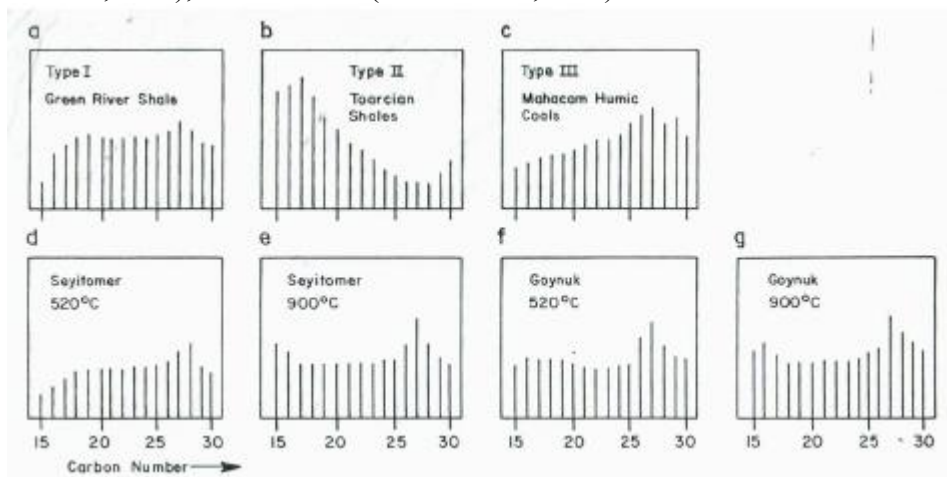 a
Type I
Green River Shale
b
Type II
Toarcian
Shales
c
Type III
Mahacam Humic
Coals
d
Seyitomer
520°C
e
Seyitomer
900°C
f
Goynuk
520°C
g
Goynuk
900°C
15 20 25 30
15 20 25 30
15 20 25 30
15 20 25 30
Carbon Number